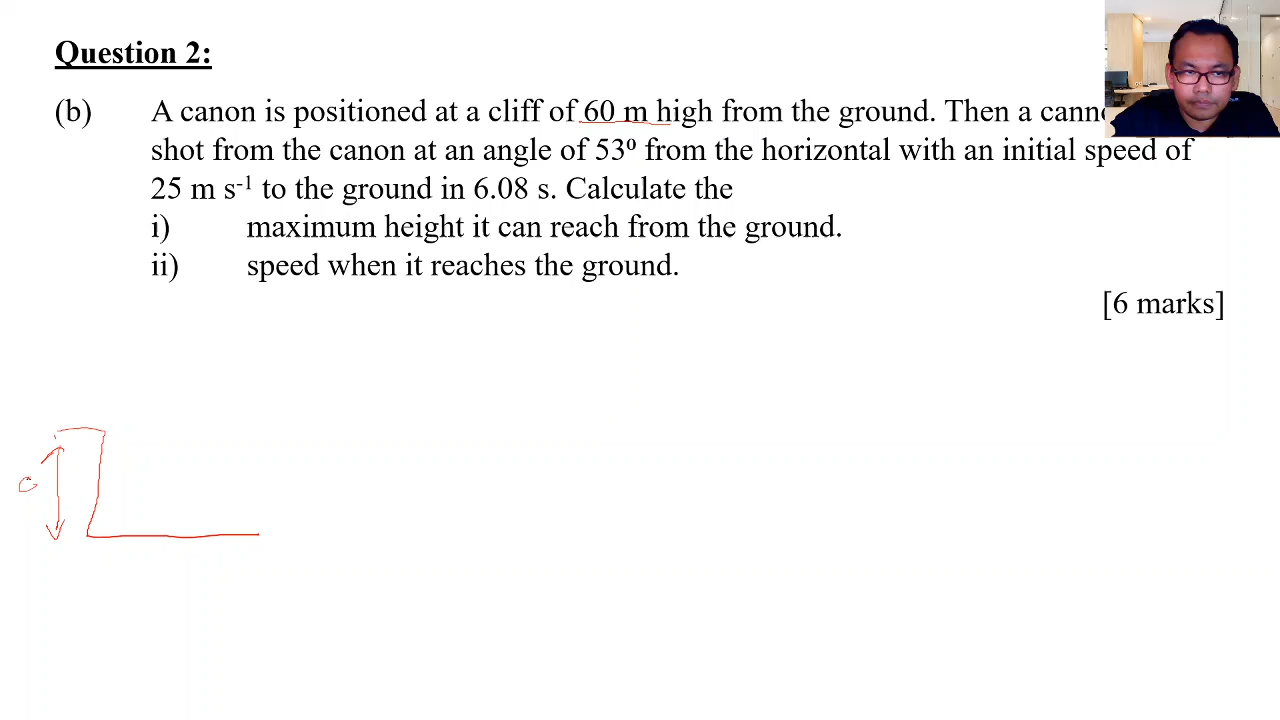 Question 2:
(b) A canon is positioned at a cliff of 60 m high from the ground. Then a
shot from the canon at an angle of 53⁰ from the horizontal with an initial speed of
25 m s⁻¹ to the ground in 6.08 s. Calculate the
i) maximum height it can reach from the ground.
ii) speed when it reaches the ground.
[6 marks]